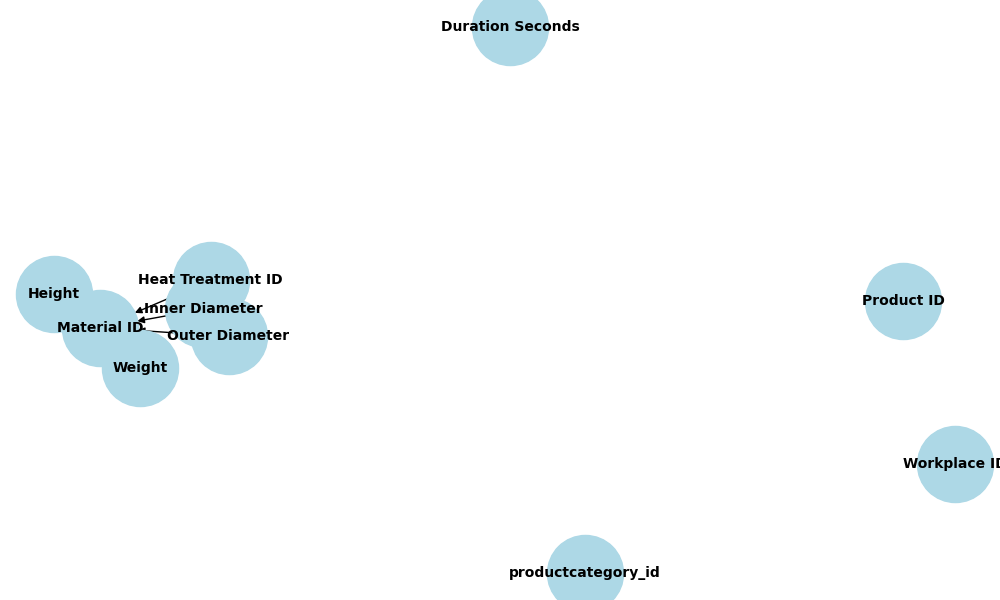 Duration Seconds
Heat Treatment ID
Height
Product ID
Inner Diameter
Material ID
Outer Diameter
Weight
Workplace ID
productcategory_id